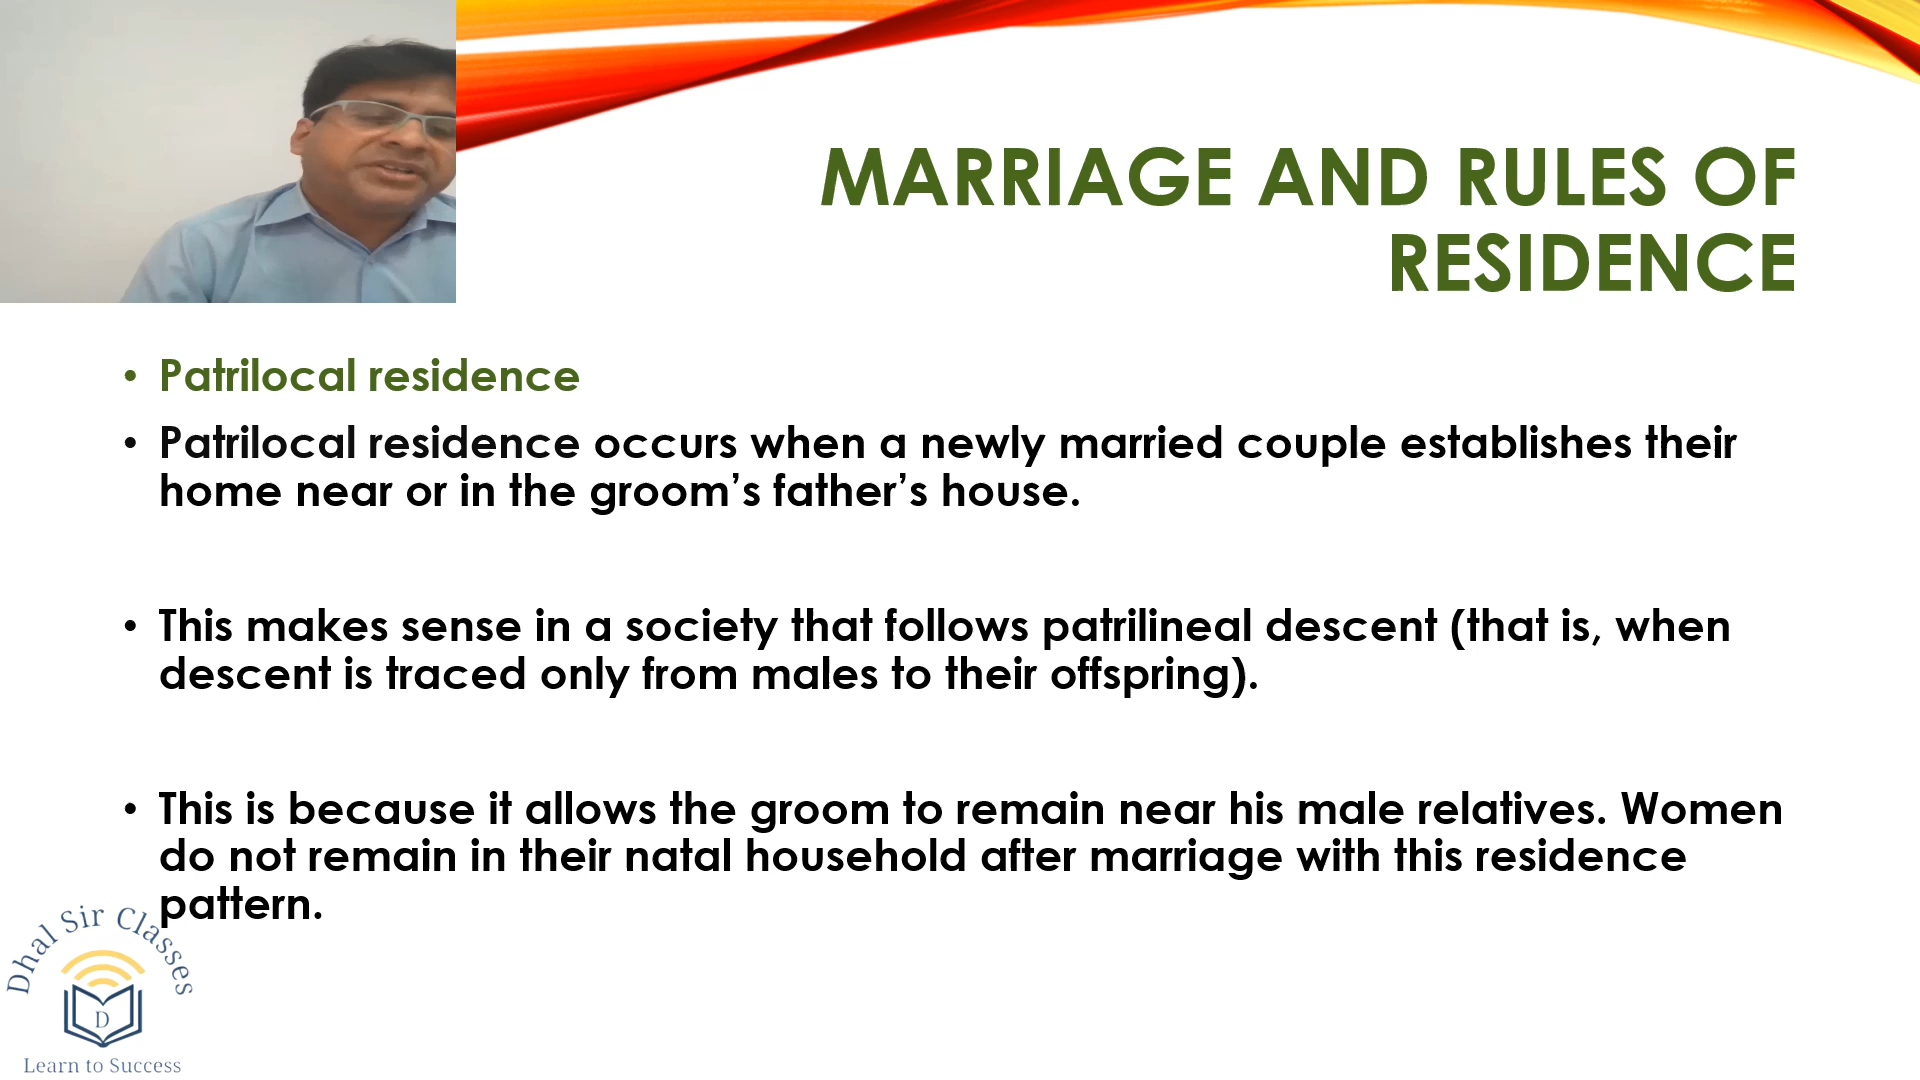 MARRIAGE AND RULES OF
RESIDENCE
• Patrilocal residence
• Patrilocal residence occurs when a newly married couple establishes their
home near or in the groom’s father’s house.
• This makes sense in a society that follows patrilineal descent (that is, when
descent is traced only from males to their offspring).
• This is because it allows the groom to remain near his male relatives. Women
do not remain in their natal household after marriage with this residence
pattern.
Dhal Sir Classes
D
Learn to Success